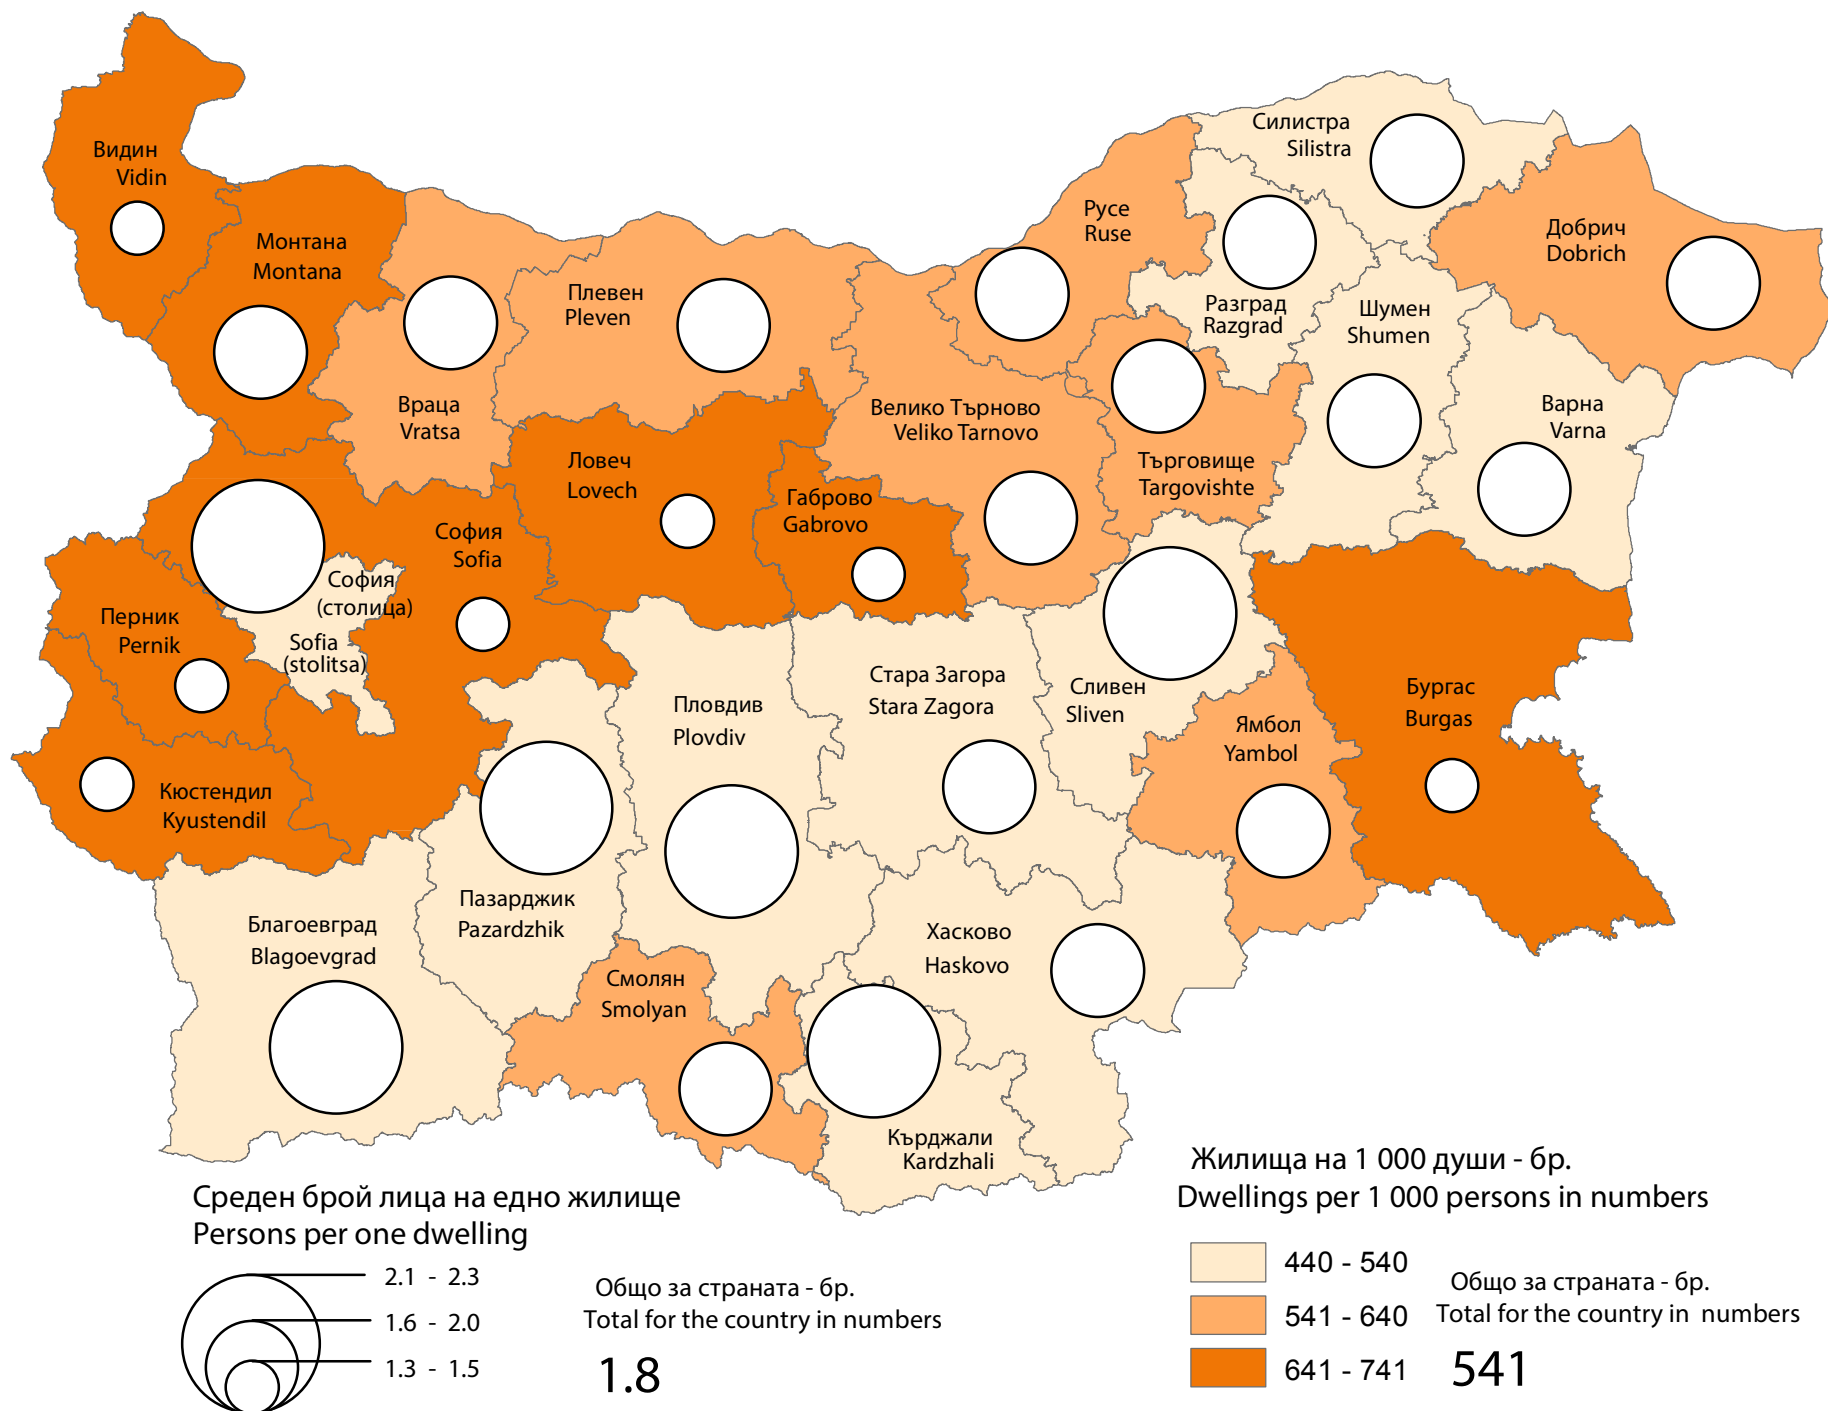 Видин
Vidin
Монтана
Montana
Враца
Vratsa
Плевен
Pleven
Русе
Ruse
Силистра
Silistra
Добрич
Dobrich
Разград
Razgrad
Шумен
Shumen
Варна
Varna
Велико Търново
Veliko Tarnovo
Търговище
Targovishte
Ловеч
Lovech
Габрово
Gabrovo
София
Sofia
София
(столица)
Sofia
(stolitsa)
Перник
Pernik
Кюстендил
Kyustendil
Пловдив
Plovdiv
Стара Загора
Stara Zagora
Сливен
Sliven
Ямбол
Yambol
Бургас
Burgas
Пазарджик
Pazardzhik
Благоевград
Blagoevgrad
Смолян
Smolyan
Хасково
Haskovo
Кърджали
Kardzhali
Среден брой лица на едно жилище
Persons per one dwelling
2.1 - 2.3
1.6 - 2.0
1.3 - 1.5
Общо за страната - бр.
Total for the country in numbers
1.8
Жилища на 1 000 души - бр.
Dwellings per 1 000 persons in numbers
440 - 540
541 - 640
641 - 741
Общо за страната - бр.
Total for the country in numbers
541